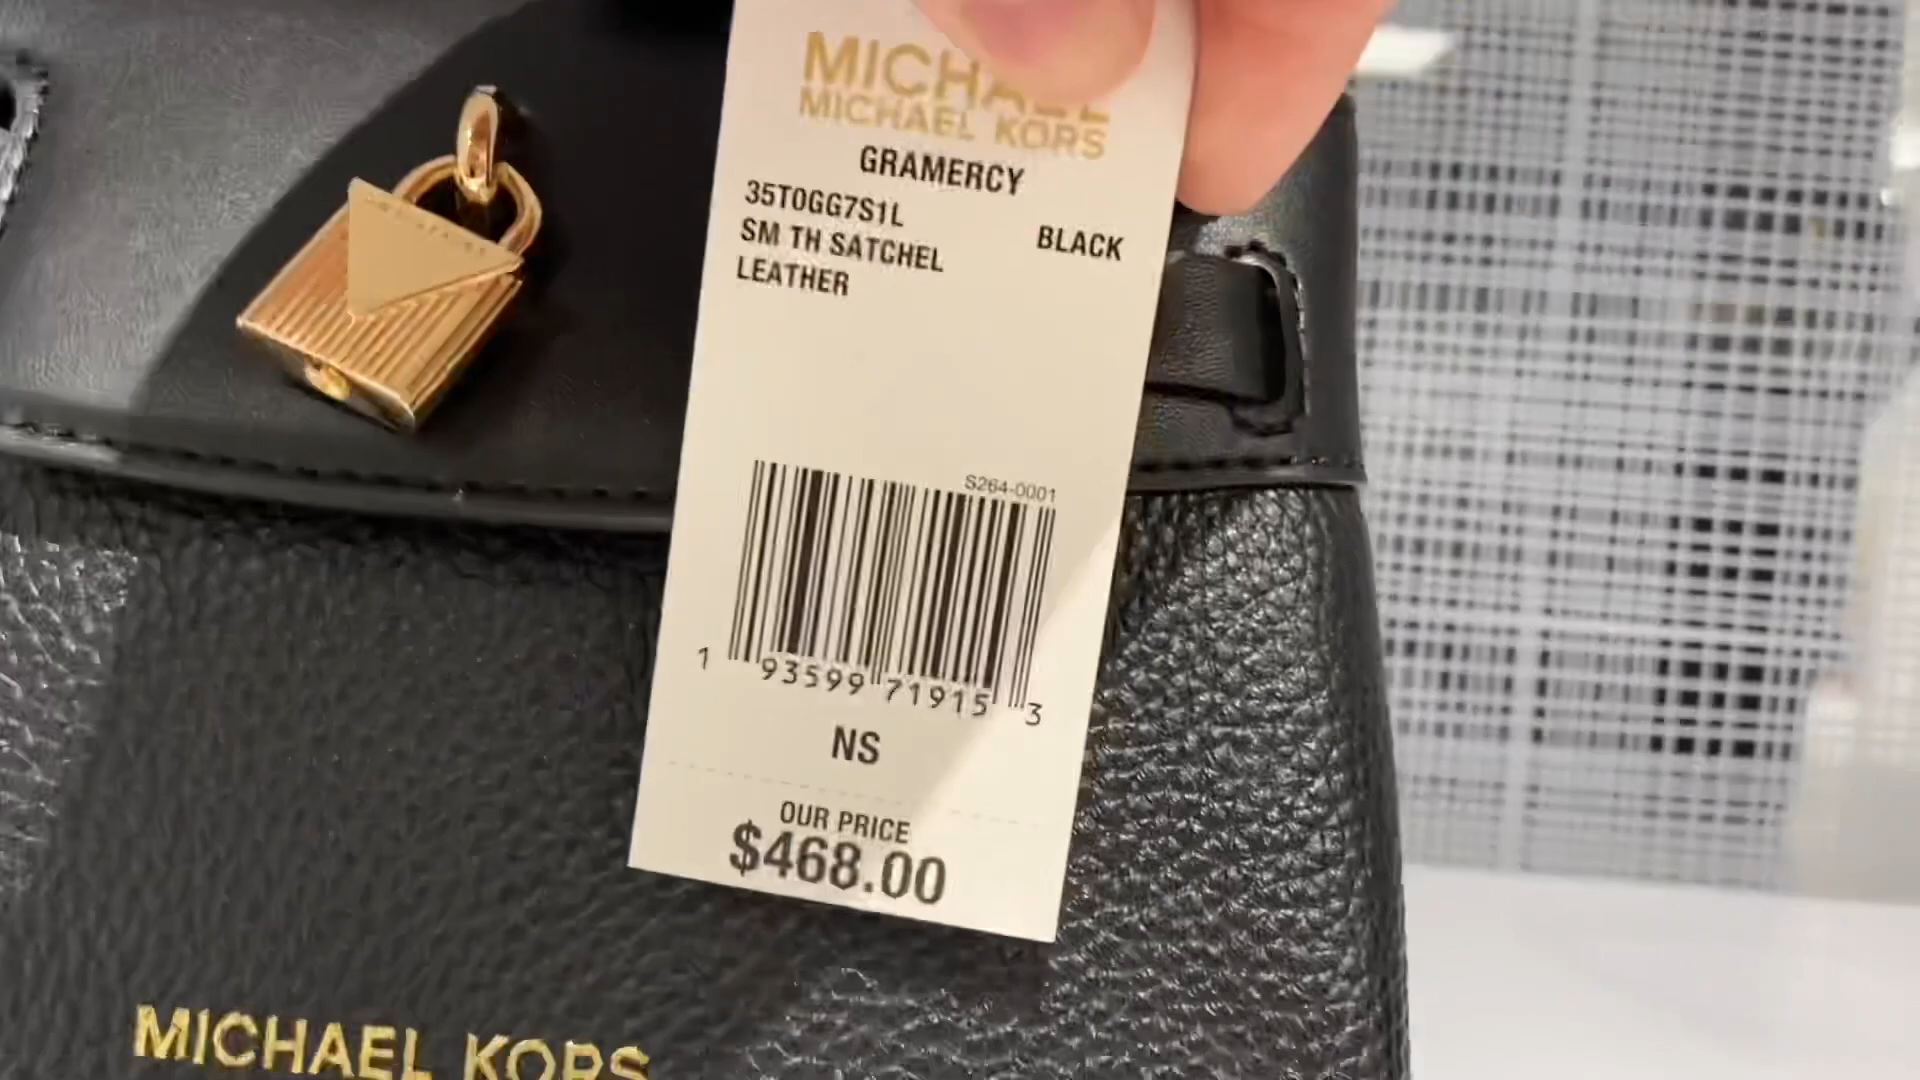 MICHAEL
MICHAEL KORS
GRAMERCY
35T0GG7S1L
SM TH SATCHEL
BLACK
LEATHER
S264-0001
1 93599 71915 3
NS
OUR PRICE
$468.00
MICHAEL KORS